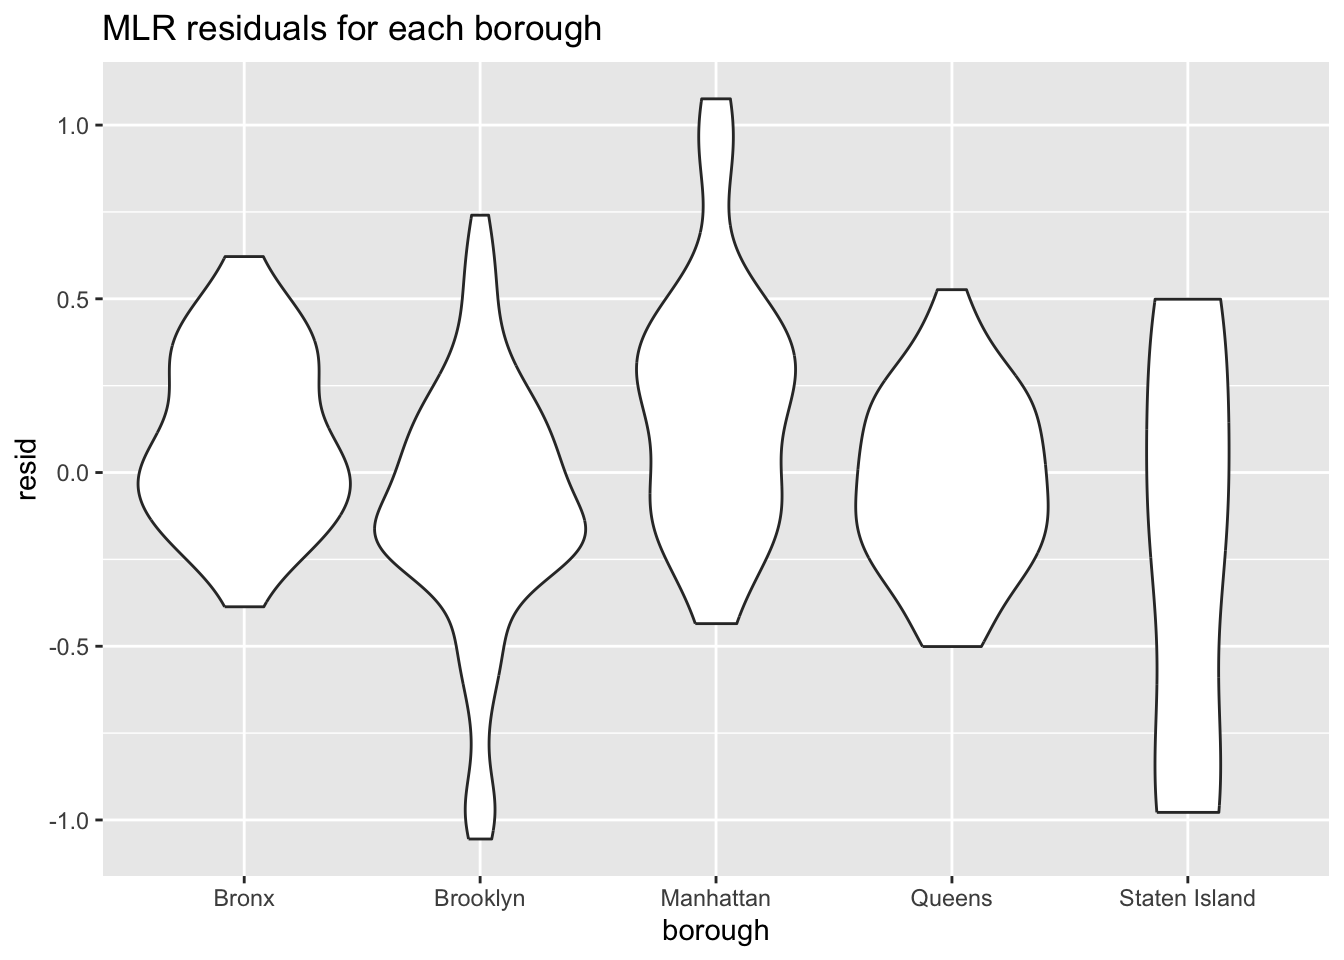 MLR residuals for each borough
1.0
0.5
0.0
-0.5
-1.0
resid
Bronx Brooklyn Manhattan Queens Staten Island
borough